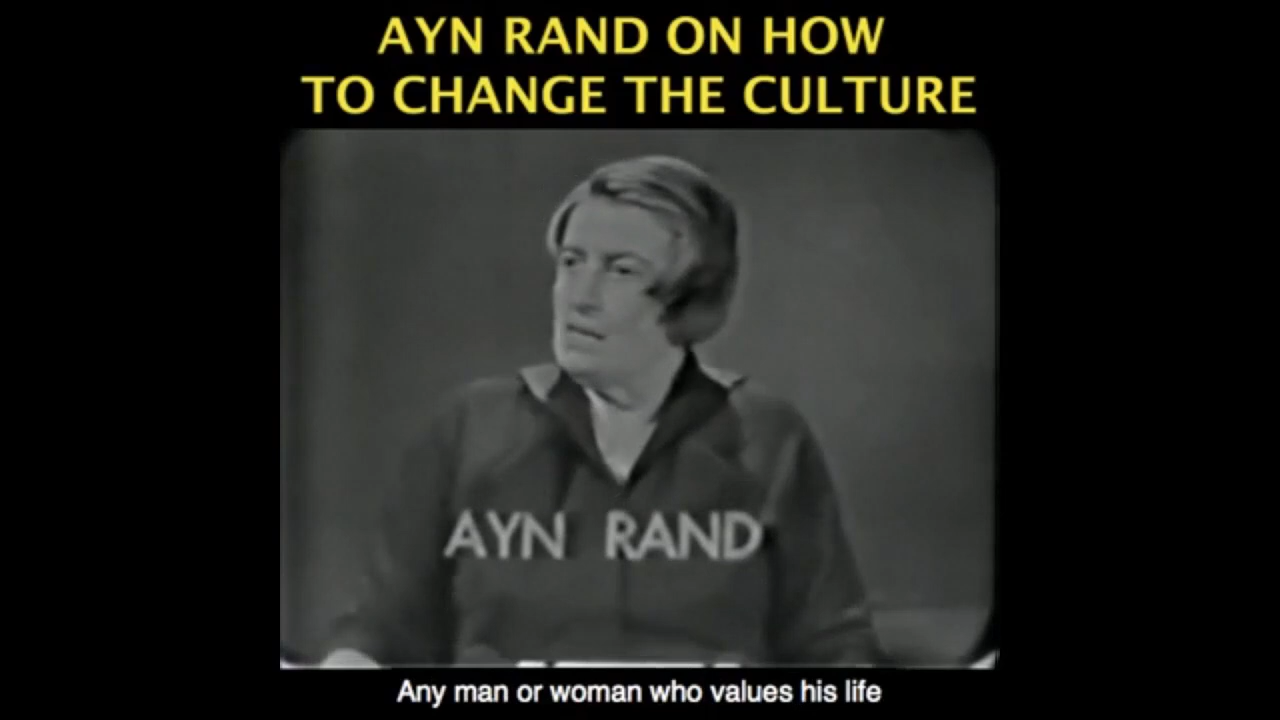 AYN RAND ON HOW
TO CHANGE THE CULTURE
AYN RAND
Any man or woman who values his life